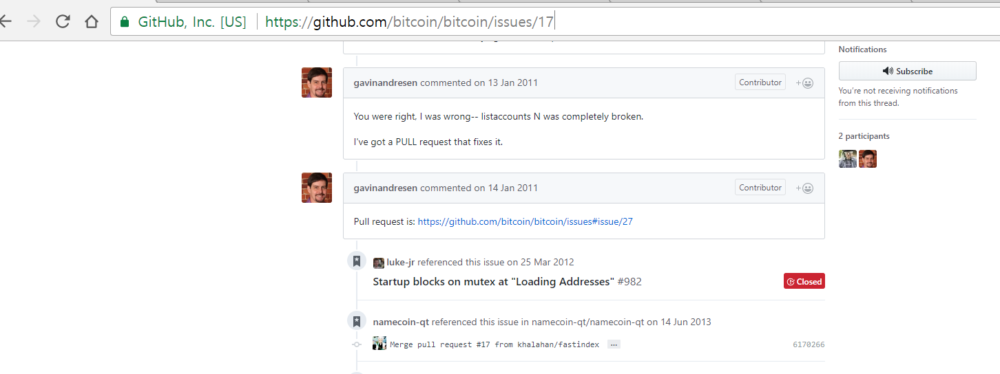 GitHub, Inc. [US] https://github.com/bitcoin/bitcoin/issues/17
Notifications
Subscribe
You're not receiving notifications
from this thread.
2 participants
gavinandresen commented on 13 Jan 2011 Contributor
You were right, I was wrong-- listaccounts N was completely broken.
I've got a PULL request that fixes it.
gavinandresen commented on 14 Jan 2011 Contributor
Pull request is: https://github.com/bitcoin/bitcoin/issues#issue/27
luke-jr referenced this issue on 25 Mar 2012
Startup blocks on mutex at "Loading Addresses" #982 Closed
namecoin-qt referenced this issue in namecoin-qt/namecoin-qt on 14 Jun 2013
Merge pull request #17 from khalahan/fastindex ... 6170266